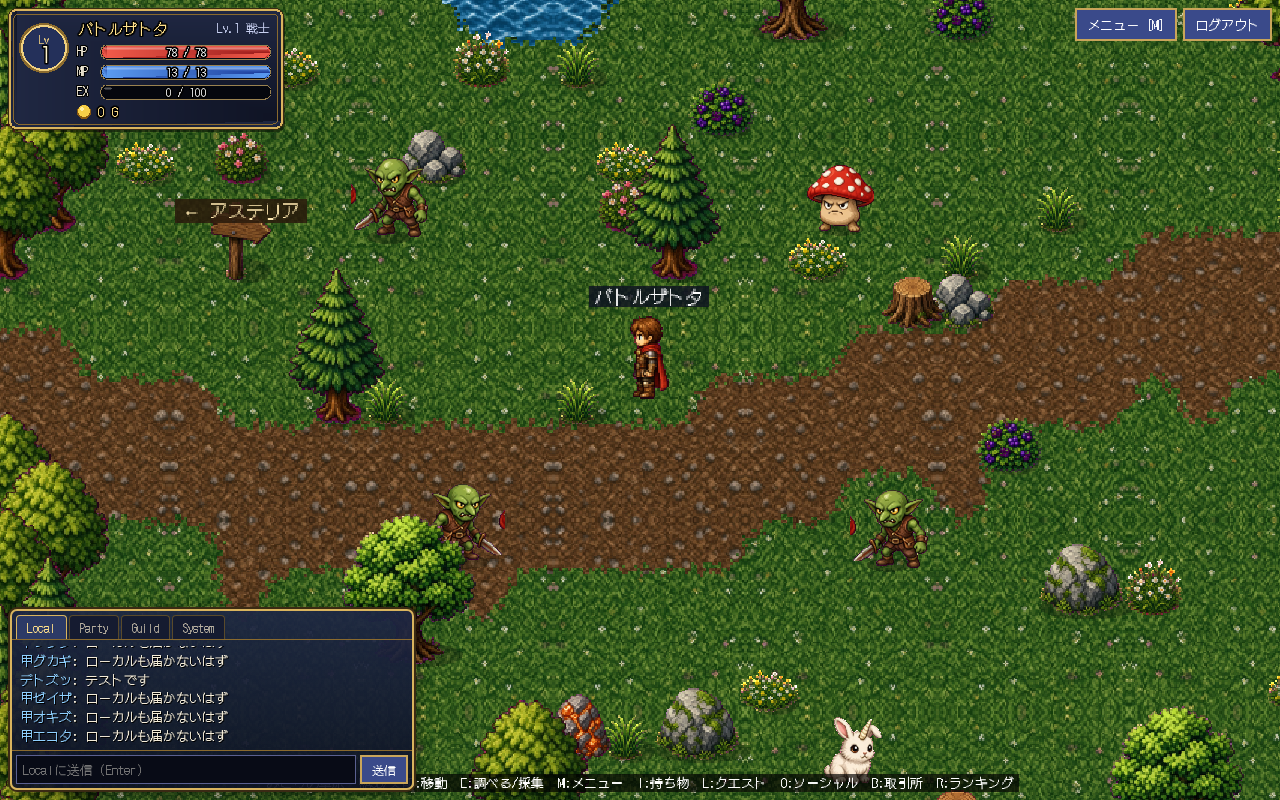 Lv
1
バトルザトタ Lv.1 戦士
HP 78 / 78
MP 13 / 13
EX 0 / 100
0 G
メニュー [M]
ログアウト
← アステリア
バトルザトタ
Local Party Guild System
甲グカギ: ローカルも届かないはず
デトズッ: テストです
甲ゼイザ: ローカルも届かないはず
甲オキズ: ローカルも届かないはず
甲エコタ: ローカルも届かないはず
Localに送信 (Enter) 送信
:移動 E:調べる/採集 M:メニュー I:持ち物 L:クエスト O:ソーシャル B:取引所 R:ランキング